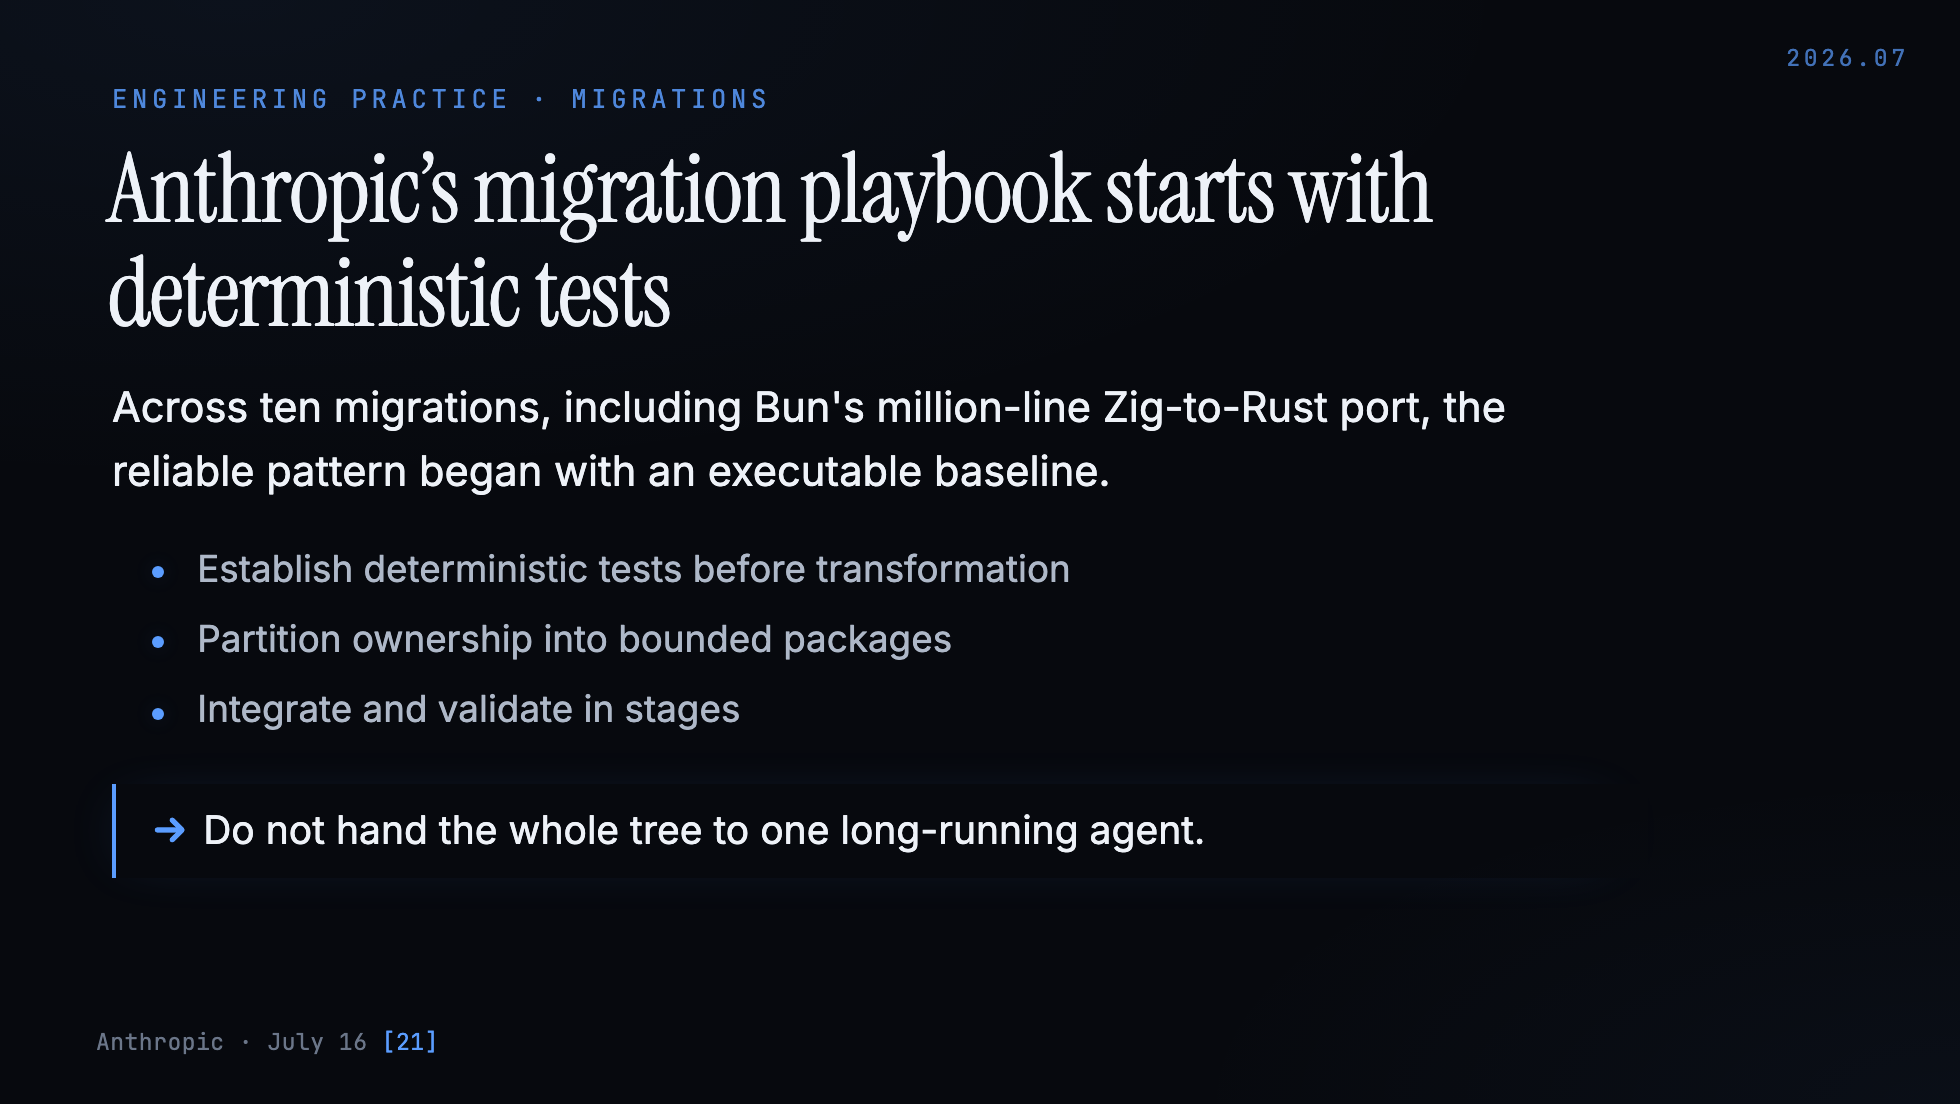 2026.07
ENGINEERING PRACTICE · MIGRATIONS
Anthropic’s migration playbook starts with
deterministic tests
Across ten migrations, including Bun's million-line Zig-to-Rust port, the
reliable pattern began with an executable baseline.
• Establish deterministic tests before transformation
• Partition ownership into bounded packages
• Integrate and validate in stages
→ Do not hand the whole tree to one long-running agent.
Anthropic · July 16 [21]